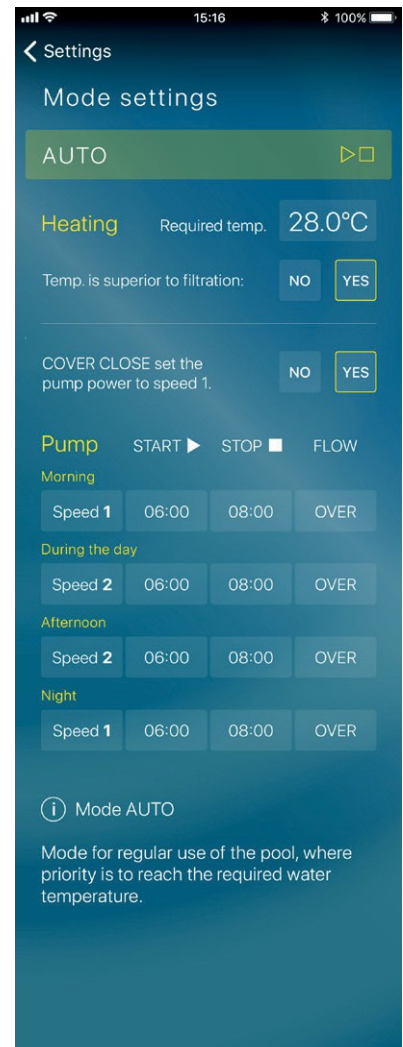 15:16 100%
Settings
Mode settings
AUTO
Heating Required temp. 28.0°C
Temp. is superior to filtration: NO YES
COVER CLOSE set the
pump power to speed 1. NO YES
Pump START STOP FLOW
Morning
Speed 1 06:00 08:00 OVER
During the day
Speed 2 06:00 08:00 OVER
Afternoon
Speed 2 06:00 08:00 OVER
Night
Speed 1 06:00 08:00 OVER
i Mode AUTO
Mode for regular use of the pool, where
priority is to reach the required water
temperature.